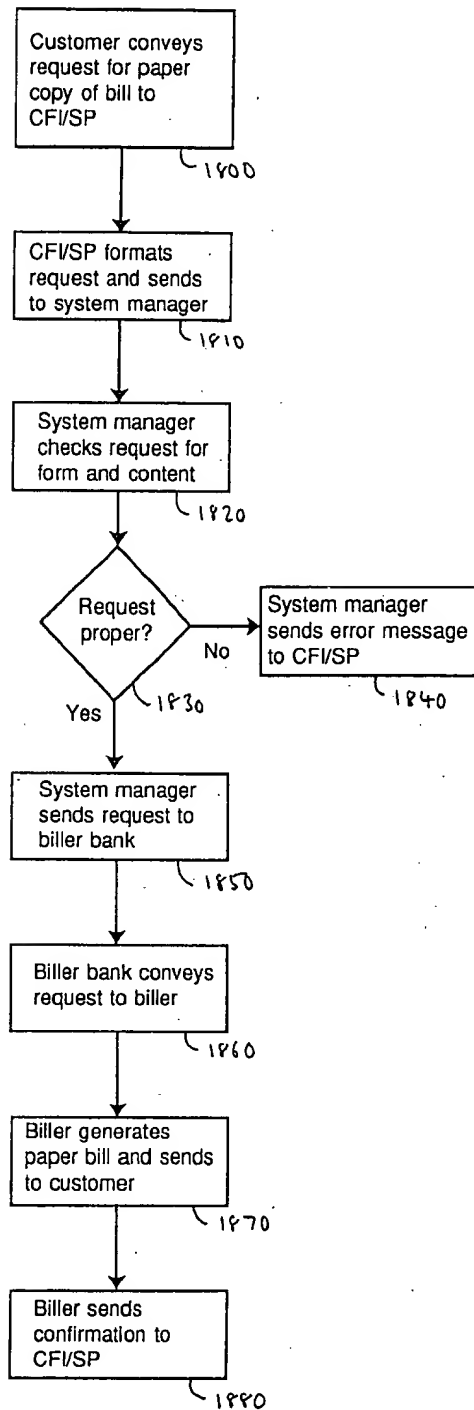 Customer conveys
request for paper
copy of bill to
CFI/SP
1800
CFI/SP formats
request and sends
to system manager
1810
System manager
checks request for
form and content
1820
Request
proper?
1830
No
System manager
sends error message
to CFI/SP
1840
Yes
System manager
sends request to
biller bank
1850
Biller bank conveys
request to biller
1860
Biller generates
paper bill and sends
to customer
1870
Biller sends
confirmation to
CFI/SP
1880